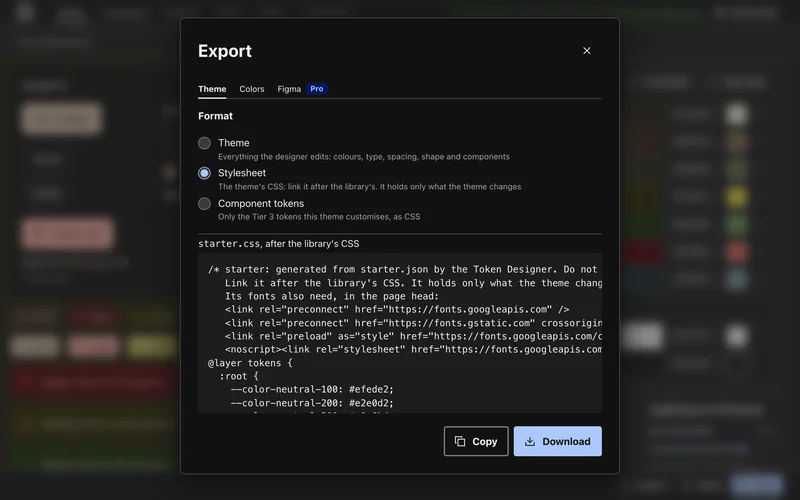 Export
Theme Colors Figma Pro
Format
Theme
Everything the designer edits: colours, type, spacing, shape and components
Stylesheet
The theme's CSS: link it after the library's. It holds only what the theme changes
Component tokens
Only the Tier 3 tokens this theme customises, as CSS
starter.css, after the library's CSS
/* starter: generated from starter.json by the Token Designer. Do not
Link it after the library's CSS. It holds only what the theme chang
Its fonts also need, in the page head:
<link rel="preconnect" href="https://fonts.googleapis.com" />
<link rel="preconnect" href="https://fonts.gstatic.com" crossorigin
<link rel="preload" as="style" href="https://fonts.googleapis.com/c
<noscript><link rel="stylesheet" href="https://fonts.googleapis.com
@layer tokens {
:root {
--color-neutral-100: #efede2;
--color-neutral-200: #e2e0d2;
Copy Download